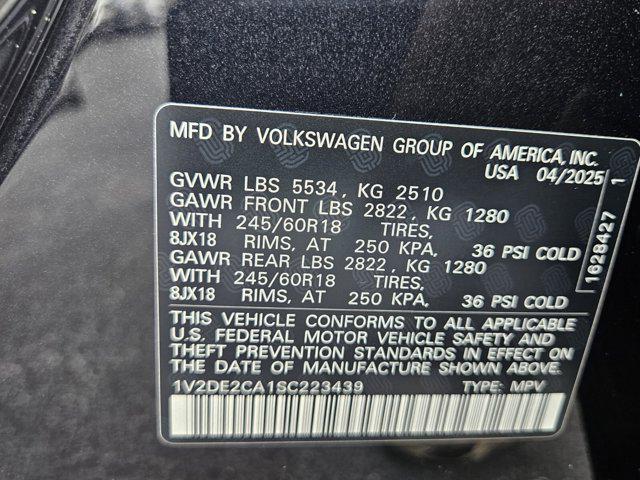 MFD BY VOLKSWAGEN GROUP OF AMERICA, INC.
USA 04/2025
GVWR LBS 5534, KG 2510
GAWR FRONT LBS 2822, KG 1280
WITH 245/60R18 TIRES,
8JX18 RIMS, AT 250 KPA, 36 PSI COLD
GAWR REAR LBS 2822, KG 1280
WITH 245/60R18 TIRES,
8JX18 RIMS, AT 250 KPA, 36 PSI COLD
THIS VEHICLE CONFORMS TO ALL APPLICABLE
U.S. FEDERAL MOTOR VEHICLE SAFETY AND
THEFT PREVENTION STANDARDS IN EFFECT ON
THE DATE OF MANUFACTURE SHOWN ABOVE.
1V2DE2CA1SC223439 TYPE: MPV
1628427 1